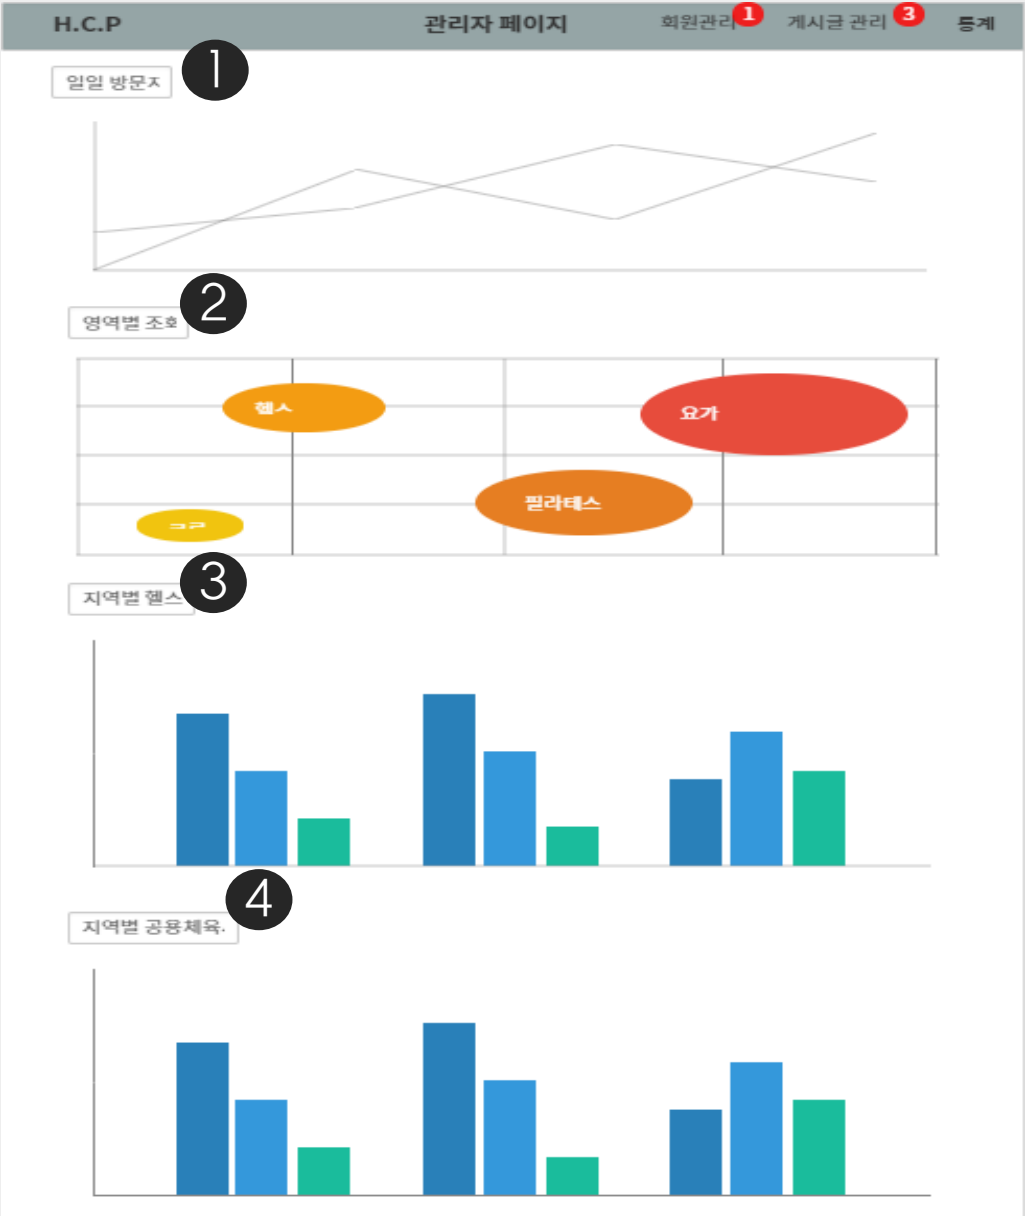 H.C.P 관리자 페이지 회원관리 1 게시글 관리 3 통계
일일 방문 1
영역별 조회 2
헬스 요가
필라테스
지역별 헬스 3
지역별 공용체육. 4